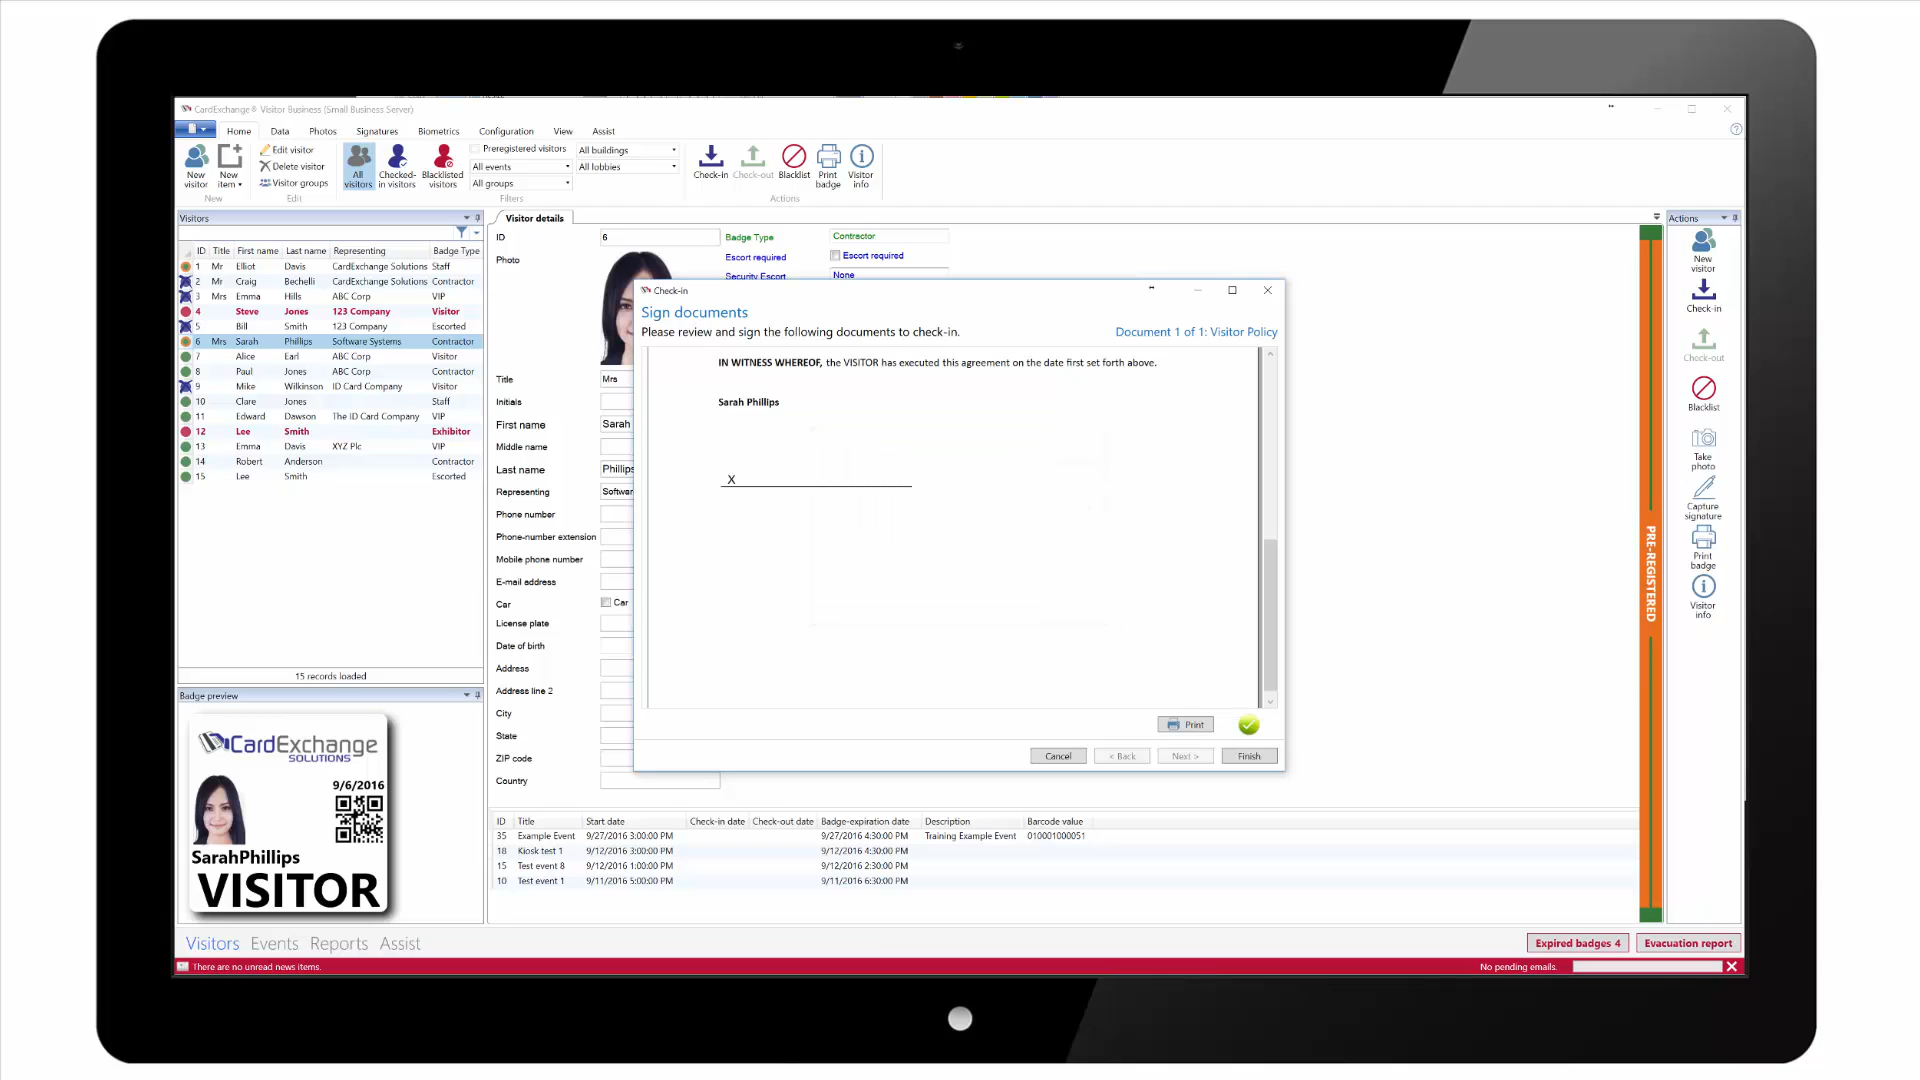 CardExchange® Visitor Business (Small Business Server)
Home Data Photos Signatures Biometrics Configuration View Assist
New visitor
New item
New
Edit visitor
Delete visitor
Visitor groups
Edit
All visitors
Checked-in visitors
Blacklisted visitors
Preregistered visitors
All events
All groups
All buildings
All lobbies
Filters
Check-in
Check-out
Blacklist
Print badge
Visitor info
Actions
Visitors
ID Title First name Last name Representing Badge Type
1 Mr Elliot Davis CardExchange Solutions Staff
2 Mr Craig Bechelli CardExchange Solutions Contractor
3 Mrs Emma Hills ABC Corp VIP
4 Steve Jones 123 Company Visitor
5 Bill Smith 123 Company Escorted
6 Mrs Sarah Phillips Software Systems Contractor
7 Alice Earl ABC Corp Visitor
8 Paul Jones ABC Corp Contractor
9 Mike Wilkinson ID Card Company Visitor
10 Clare Jones Staff
11 Edward Dawson The ID Card Company VIP
12 Lee Smith Exhibitor
13 Emma Davis XYZ Plc VIP
14 Robert Anderson Contractor
15 Lee Smith Escorted
15 records loaded
Badge preview
CardExchange
SOLUTIONS
9/6/2016
SarahPhillips
VISITOR
Visitor details
ID 6 Badge Type Contractor
Photo Escort required Escort required
Security Escort None
Title Mrs
Initials
First name Sarah
Middle name
Last name Phillips
Representing Softwar
Phone number
Phone-number extension
Mobile phone number
E-mail address
Car Car
License plate
Date of birth
Address
Address line 2
City
State
ZIP code
Country
Check-in
Sign documents
Please review and sign the following documents to check-in. Document 1 of 1: Visitor Policy
IN WITNESS WHEREOF, the VISITOR has executed this agreement on the date first set forth above.
Sarah Phillips
X
Print
Cancel < Back Next > Finish
ID Title Start date Check-in date Check-out date Badge-expiration date Description Barcode value
35 Example Event 9/27/2016 3:00:00 PM 9/27/2016 4:30:00 PM Training Example Event 010001000051
18 Kiosk test 1 9/12/2016 3:00:00 PM 9/12/2016 4:30:00 PM
15 Test event 8 9/12/2016 1:00:00 PM 9/12/2016 2:30:00 PM
10 Test event 1 9/11/2016 5:00:00 PM 9/11/2016 6:30:00 PM
PRE-REGISTERED
Actions
New visitor
Check-in
Check-out
Blacklist
Take photo
Capture signature
Print badge
Visitor info
Visitors Events Reports Assist
Expired badges 4 Evacuation report
There are no unread news items. No pending emails.